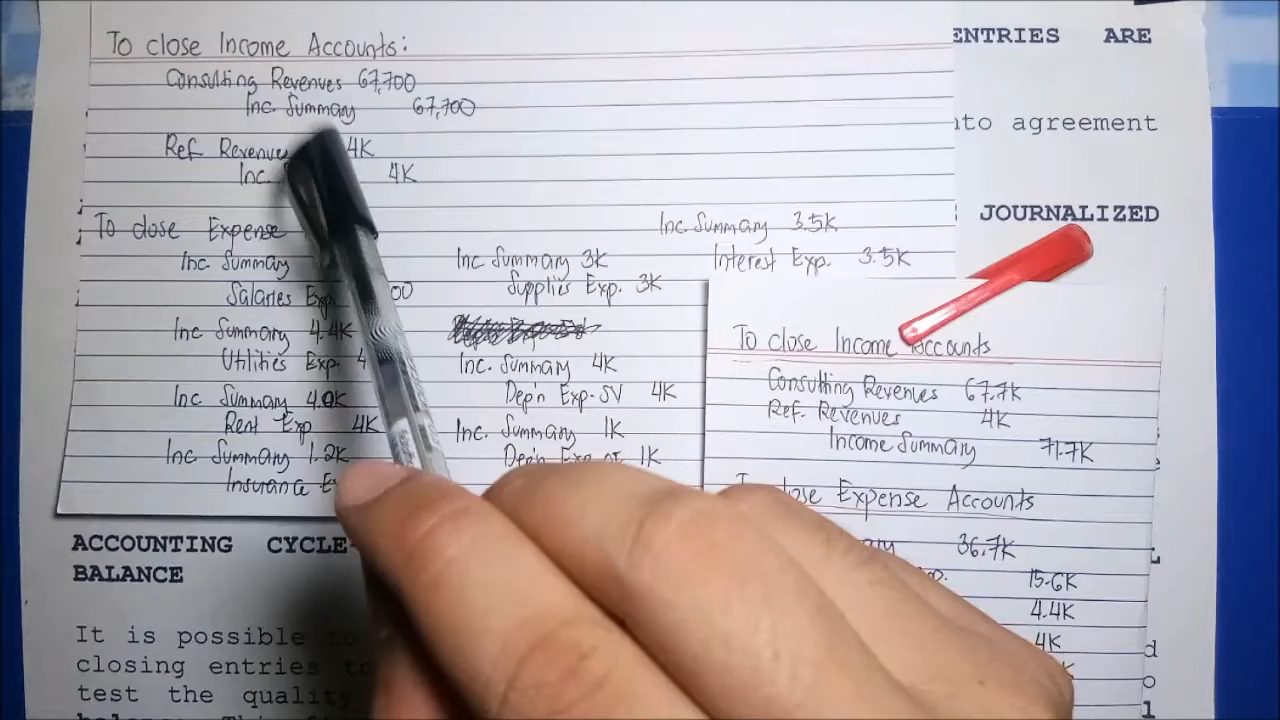 To close Income Accounts:
Consulting Revenues 67,700
Inc. Summary 67,700
Ref. Revenues 4K
Inc. 4K
To close Expense
Inc. Summary
Salaries Exp. 00
Inc Summary 4.4K
Utilities Exp. 4
Inc Summary 4.0K
Rent Exp 4K
Inc Summary 1.2K
Insurance
Inc Summary 3K
Supplies Exp. 3K
Inc. Summary 4K
Dep'n Exp-SV 4K
Inc. Summary 1K
Dep'n Exp 1K
Inc. Summary 3.5K
Interest Exp. 3.5K
ENTRIES ARE
agreement
JOURNALIZED
To close Income Accounts
Consulting Revenues 67.7K
Ref. Revenues 4K
Income Summary 71.7K
close Expense Accounts
36.7K
15.6K
4.4K
4K
ACCOUNTING CYCLE-
BALANCE
It is possible
closing entries
test the quality